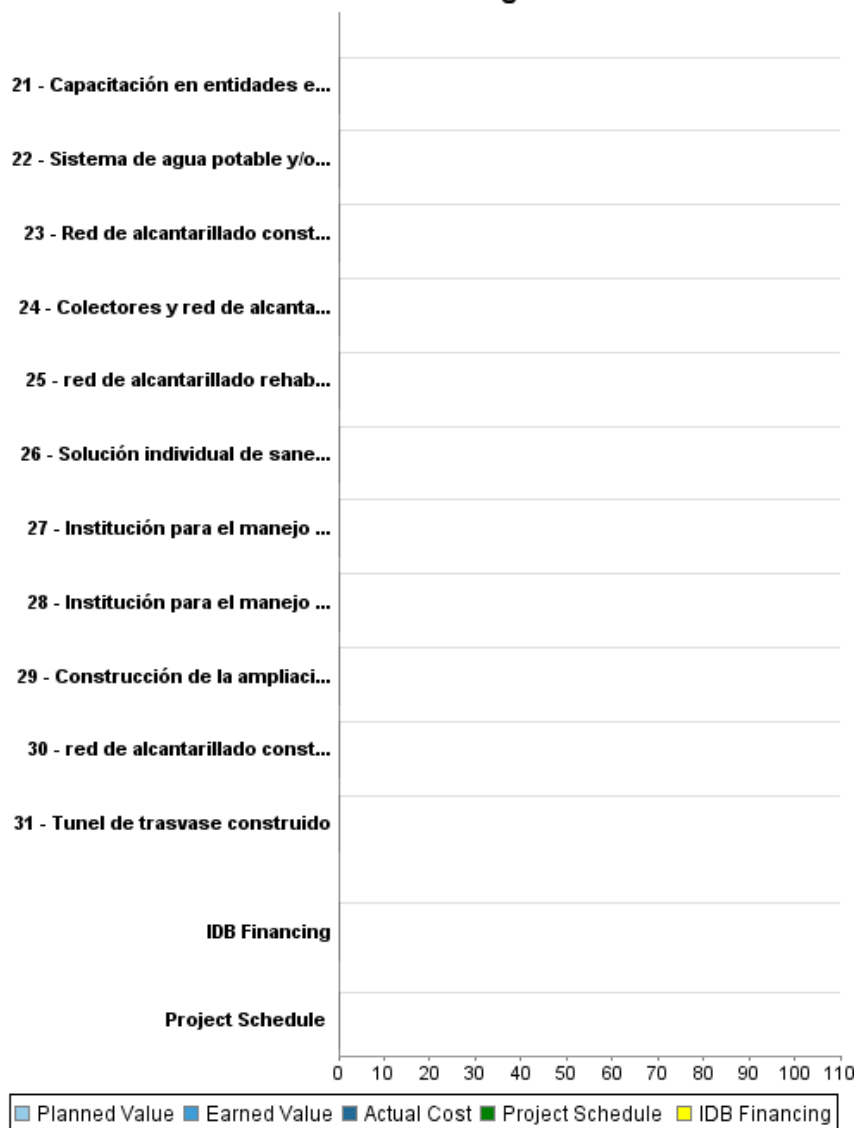 21 - Capacitación en entidades e...
22 - Sistema de agua potable y/o...
23 - Red de alcantarillado const...
24 - Colectores y red de alcanta...
25 - red de alcantarillado rehab...
26 - Solución individual de sane...
27 - Institución para el manejo ...
28 - Institución para el manejo ...
29 - Construcción de la ampliaci...
30 - red de alcantarillado const...
31 - Tunel de trasvase construido
IDB Financing
Project Schedule
0 10 20 30 40 50 60 70 80 90 100 110
Planned Value Earned Value Actual Cost Project Schedule IDB Financing